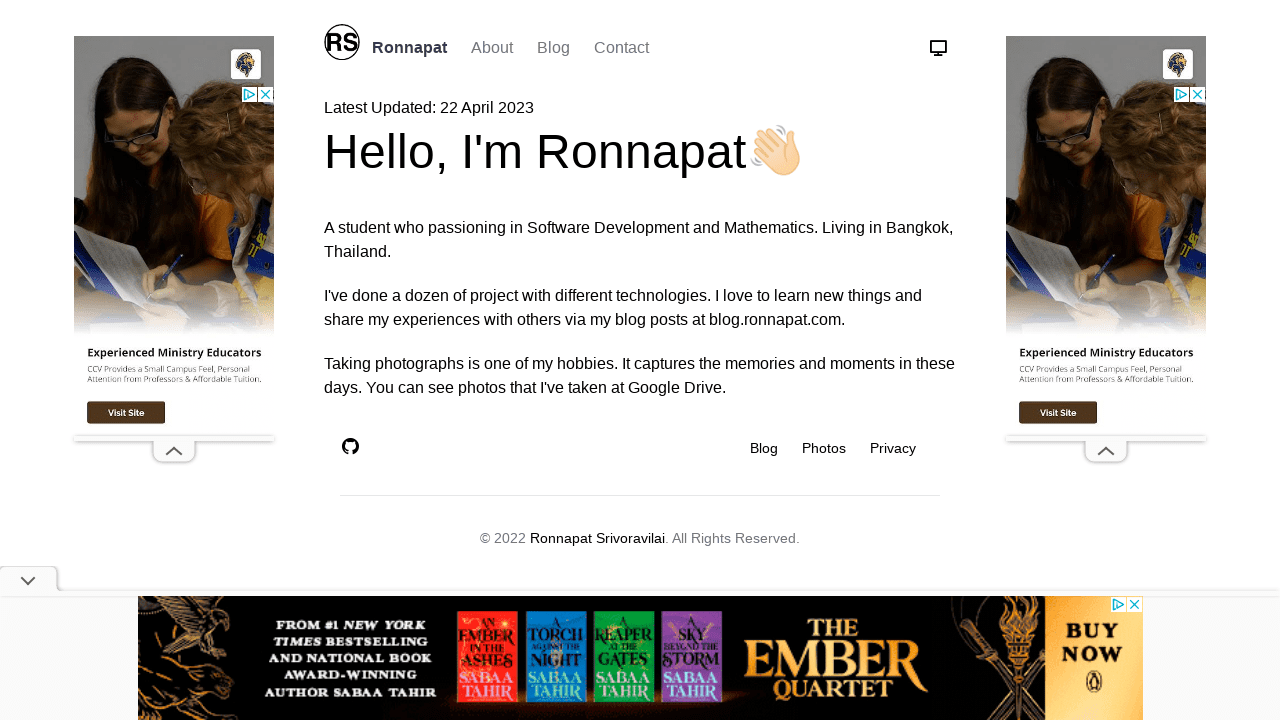 RS Ronnapat About Blog Contact
Latest Updated: 22 April 2023
Hello, I'm Ronnapat👋🏼
A student who passioning in Software Development and Mathematics. Living in Bangkok,
Thailand.
I've done a dozen of project with different technologies. I love to learn new things and
share my experiences with others via my blog posts at blog.ronnapat.com.
Taking photographs is one of my hobbies. It captures the memories and moments in these
days. You can see photos that I've taken at Google Drive.
Blog Photos Privacy
© 2022 Ronnapat Srivoravilai. All Rights Reserved.
Experienced Ministry Educators
CCV Provides a Small Campus Feel, Personal
Attention from Professors & Affordable Tuition.
Visit Site
Experienced Ministry Educators
CCV Provides a Small Campus Feel, Personal
Attention from Professors & Affordable Tuition.
Visit Site
FROM #1 NEW YORK
TIMES BESTSELLING
AND NATIONAL BOOK
AWARD-WINNING
AUTHOR SABAA TAHIR
AN
EMBER
IN THE
ASHES
SABAA
TAHIR
A
TORCH
AGAINST THE
NIGHT
SABAA
TAHIR
A
REAPER
AT THE
GATES
SABAA
TAHIR
A
SKY
BEYOND THE
STORM
SABAA
TAHIR
THE
EMBER
QUARTET
BUY
NOW